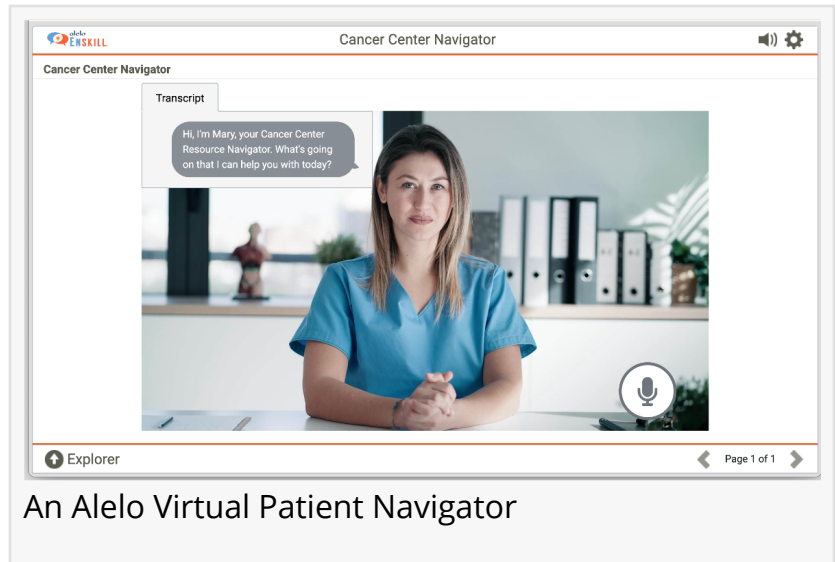 alelo
ENSKILL
Cancer Center Navigator
Cancer Center Navigator
Transcript
Hi, I'm Mary, your Cancer Center
Resource Navigator. What's going
on that I can help you with today?
Explorer
Page 1 of 1
An Alelo Virtual Patient Navigator